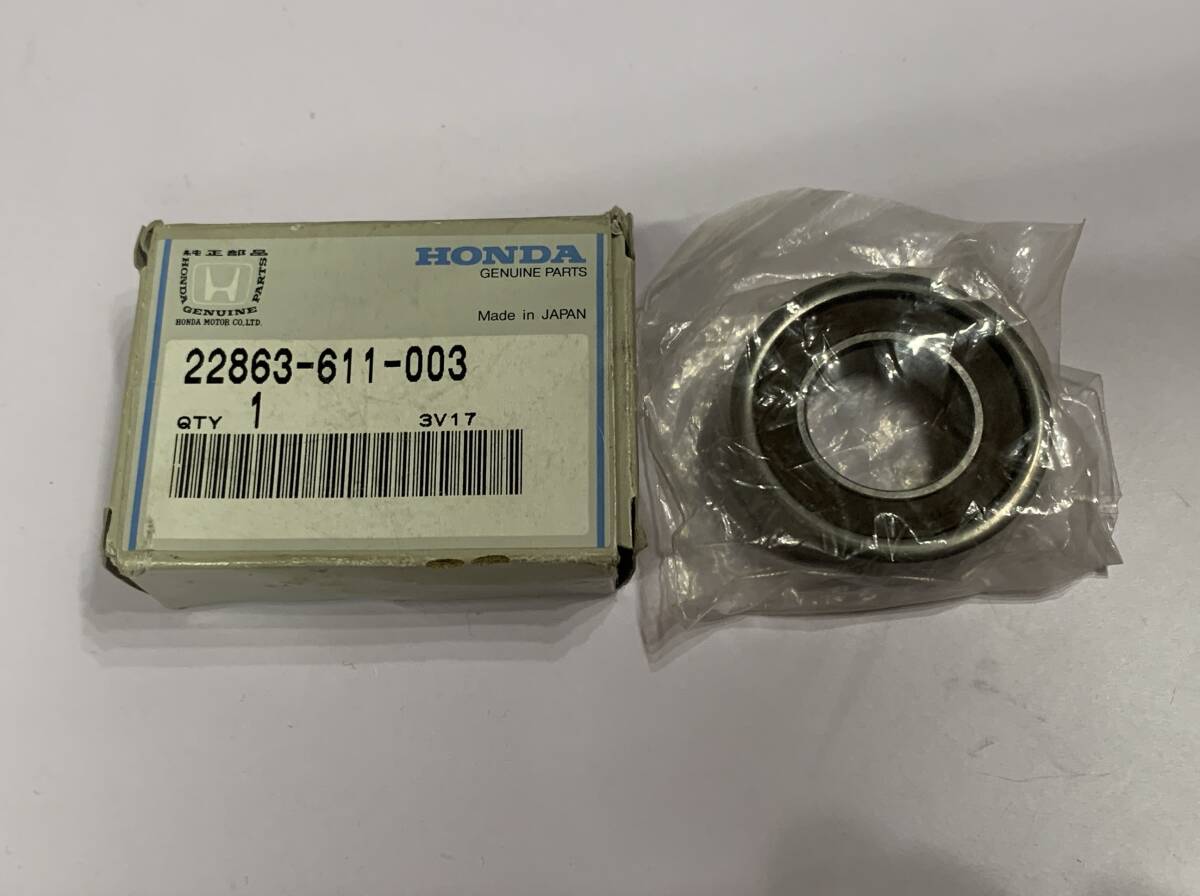 純正部品
HONDA GENUINE PARTS
HONDA MOTOR CO., LTD.
HONDA
GENUINE PARTS
Made in JAPAN
22863-611-003
QTY 1 3V17